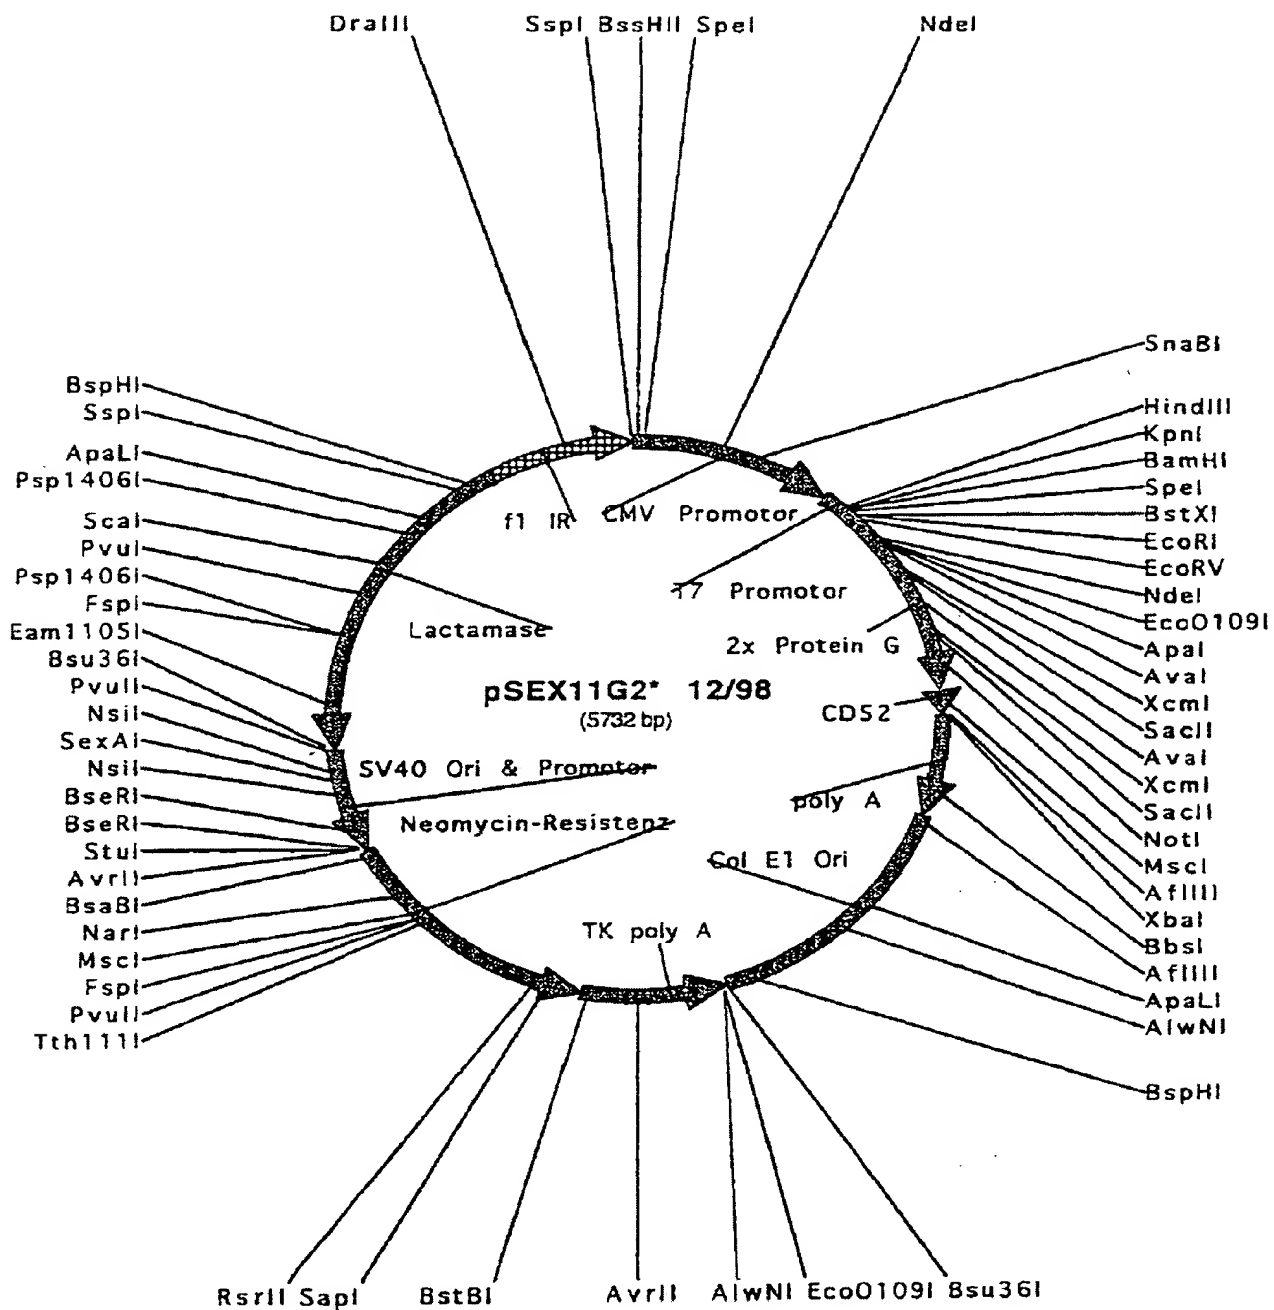 DraIII SspI BssHII SpeI NdeI
SnaBI
BspHI
SspI
ApaLI
Psp1406I
ScaI
PvuI
Psp1406I
FspI
Eam1105I
Bsu36I
PvuII
NsiI
SexAI
NsiI
BseRI
BseRI
StuI
AvrII
BsaBI
NarI
MscI
FspI
PvuII
Tth111I
HindIII
KpnI
BamHI
SpeI
BstXI
EcoRI
EcoRV
NdeI
EcoO109I
ApaI
AvaI
XcmI
SacII
AvaI
XcmI
SacII
NotI
MscI
AflIII
XbaI
BbsI
AflIII
ApaLI
AlwNI
BspHI
f1 IR
CMV Promotor
T7 Promotor
Lactamase
2x Protein G
pSEX11G2* 12/98
(5732 bp)
CD52
SV40 Ori & Promotor
poly A
Neomycin-Resistenz
Col E1 Ori
TK poly A
RsrII SapI BstBI AvrII AlwNI EcoO109I Bsu36I